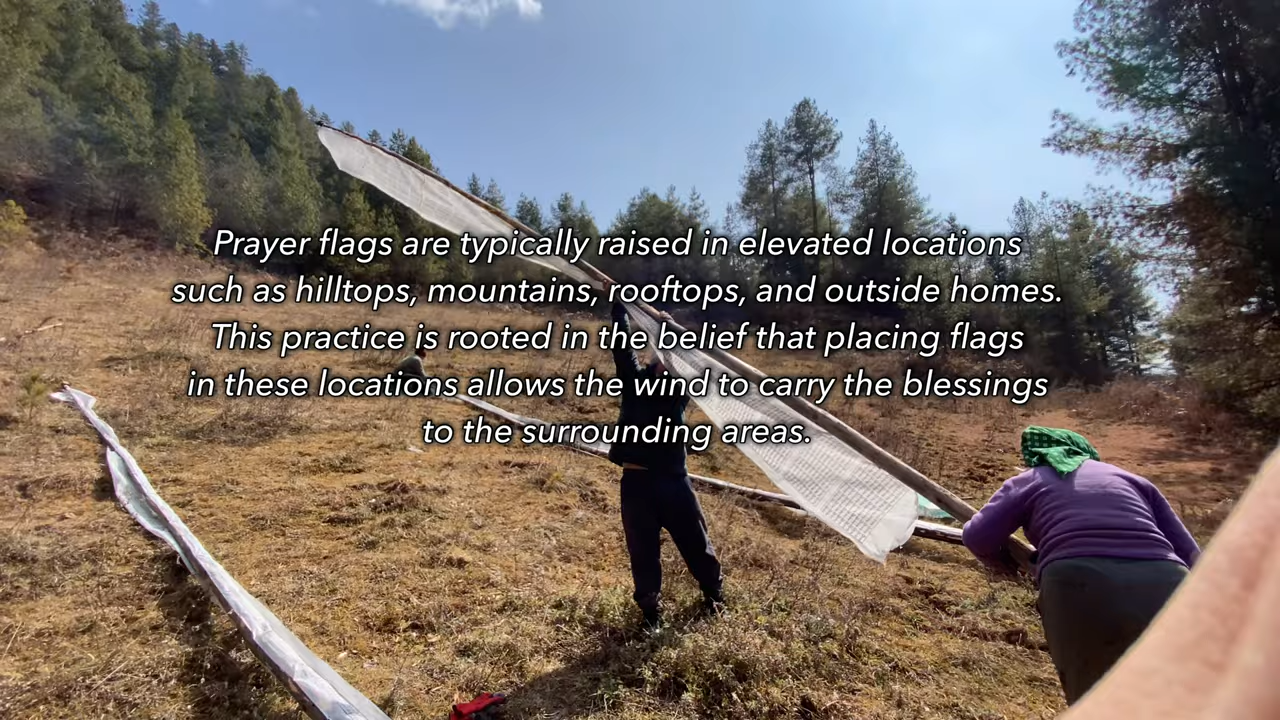 Prayer flags are typically raised in elevated locations
such as hilltops, mountains, rooftops, and outside homes.
This practice is rooted in the belief that placing flags
in these locations allows the wind to carry the blessings
to the surrounding areas.